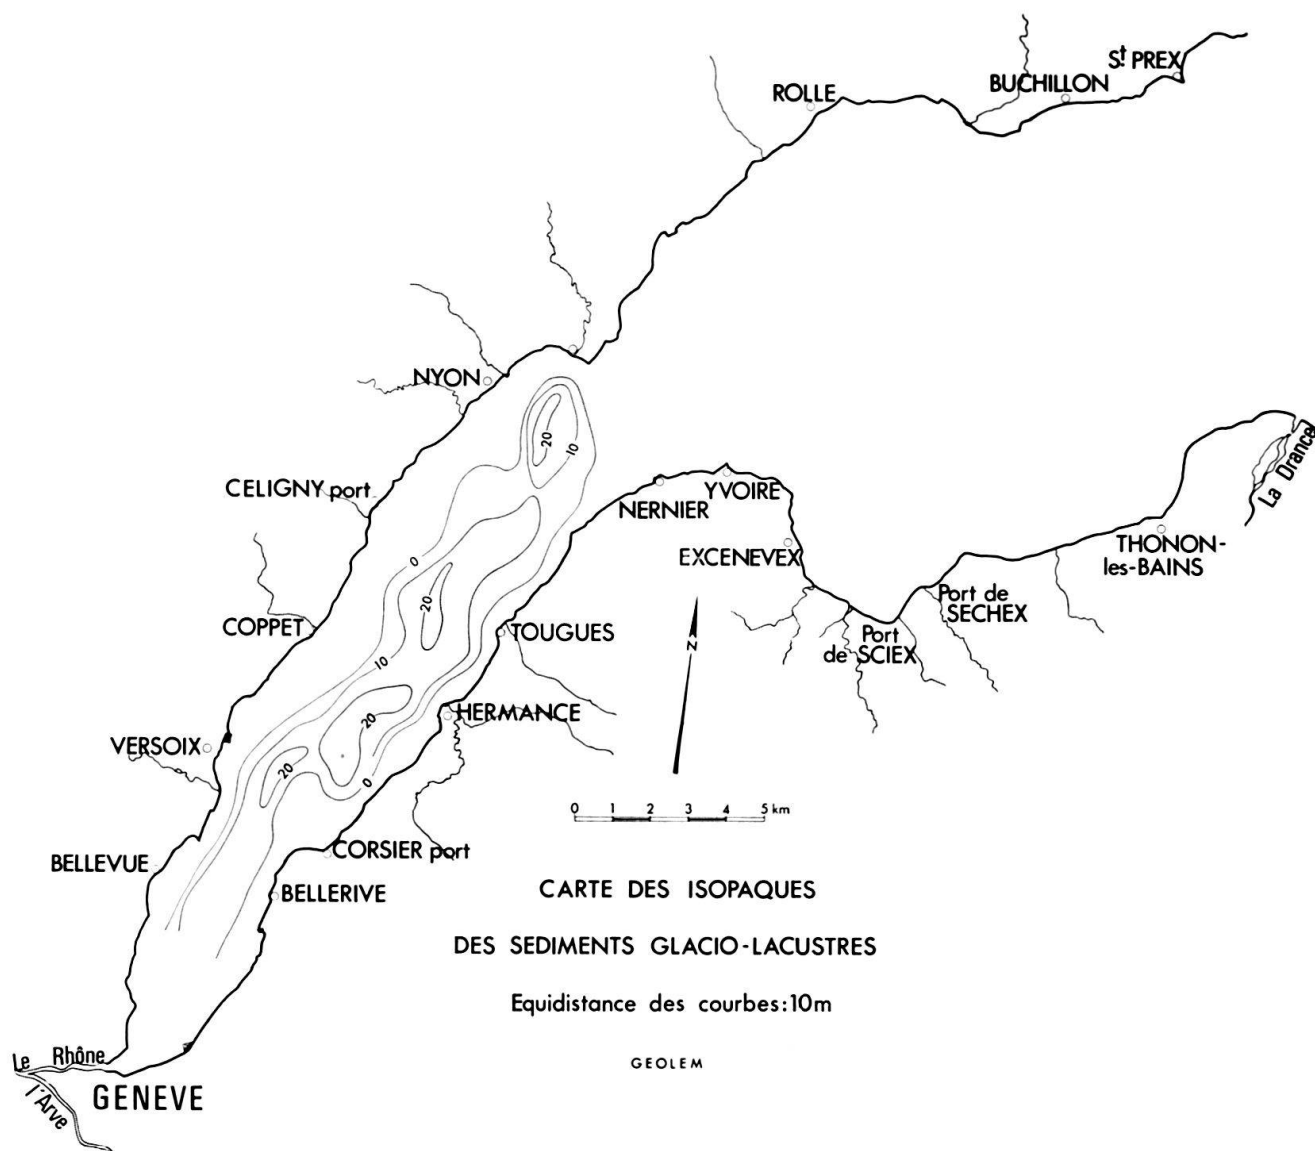 St PREX
BUCHILLON
ROLLE
NYON
20
10
La Drance
CELIGNY port
NERNIER
YVOIRE
EXCENEVEX
THONON-
les-BAINS
0
20
COPPET
TOUGUES
Port de
SECHEX
Port
de SCIEX
N
10
20
HERMANCE
VERSOIX
20
0
0 1 2 3 4 5 km
BELLEVUE
CORSIER port
BELLERIVE
CARTE DES ISOPAQUES
DES SEDIMENTS GLACIO-LACUSTRES
Equidistance des courbes:10m
GEOLEM
Le Rhône
GENEVE
l'Arve